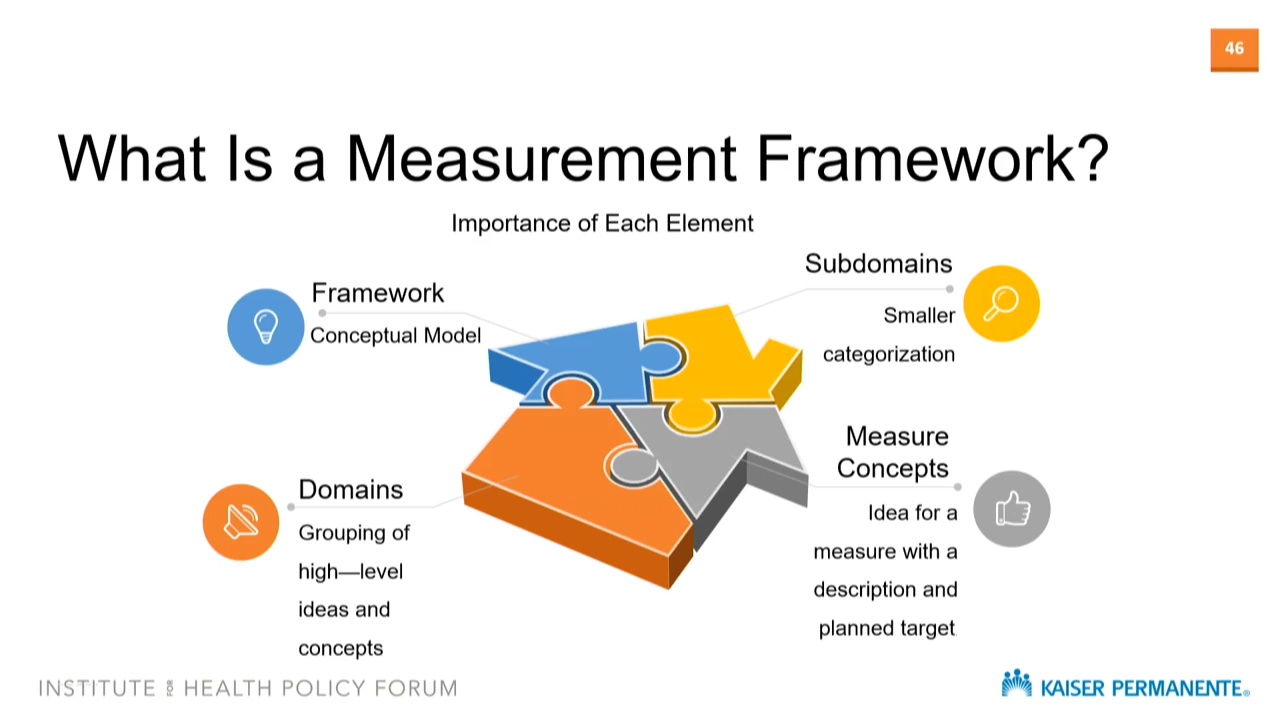 46
What Is a Measurement Framework?
Importance of Each Element
Framework
Conceptual Model
Subdomains
Smaller
categorization
Domains
Grouping of
high—level
ideas and
concepts
Measure
Concepts
Idea for a
measure with a
description and
planned target.
INSTITUTE FOR HEALTH POLICY FORUM
KAISER PERMANENTE®